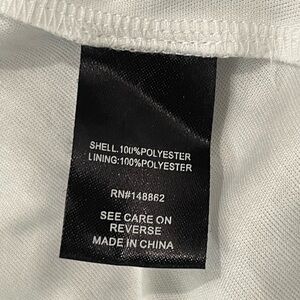 SHELL.100%POLYESTER
LINING:100%POLYESTER
RN#148862
SEE CARE ON
REVERSE
MADE IN CHINA